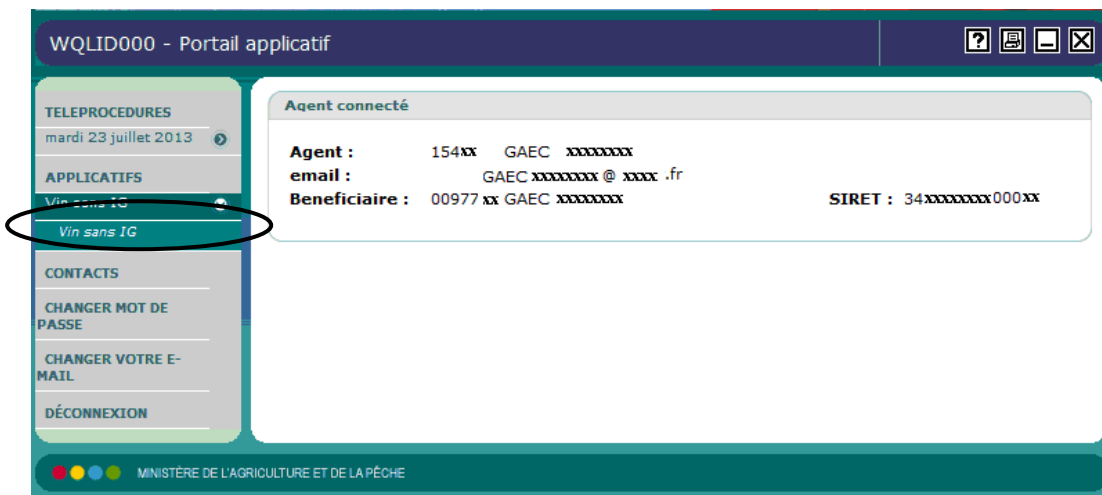 WQLID000 - Portail applicatif
?
TELEPROCEDURES
mardi 23 juillet 2013
APPLICATIFS
Vin sans IG
Vin sans IG
CONTACTS
CHANGER MOT DE
PASSE
CHANGER VOTRE E-
MAIL
DÉCONNEXION
Agent connecté
Agent : 154xx GAEC xxxxxxxx
email : GAEC xxxxxxxx @ xxxx .fr
Beneficiaire : 00977 xx GAEC xxxxxxxx SIRET : 34xxxxxxxx000xx
MINISTÈRE DE L'AGRICULTURE ET DE LA PÊCHE